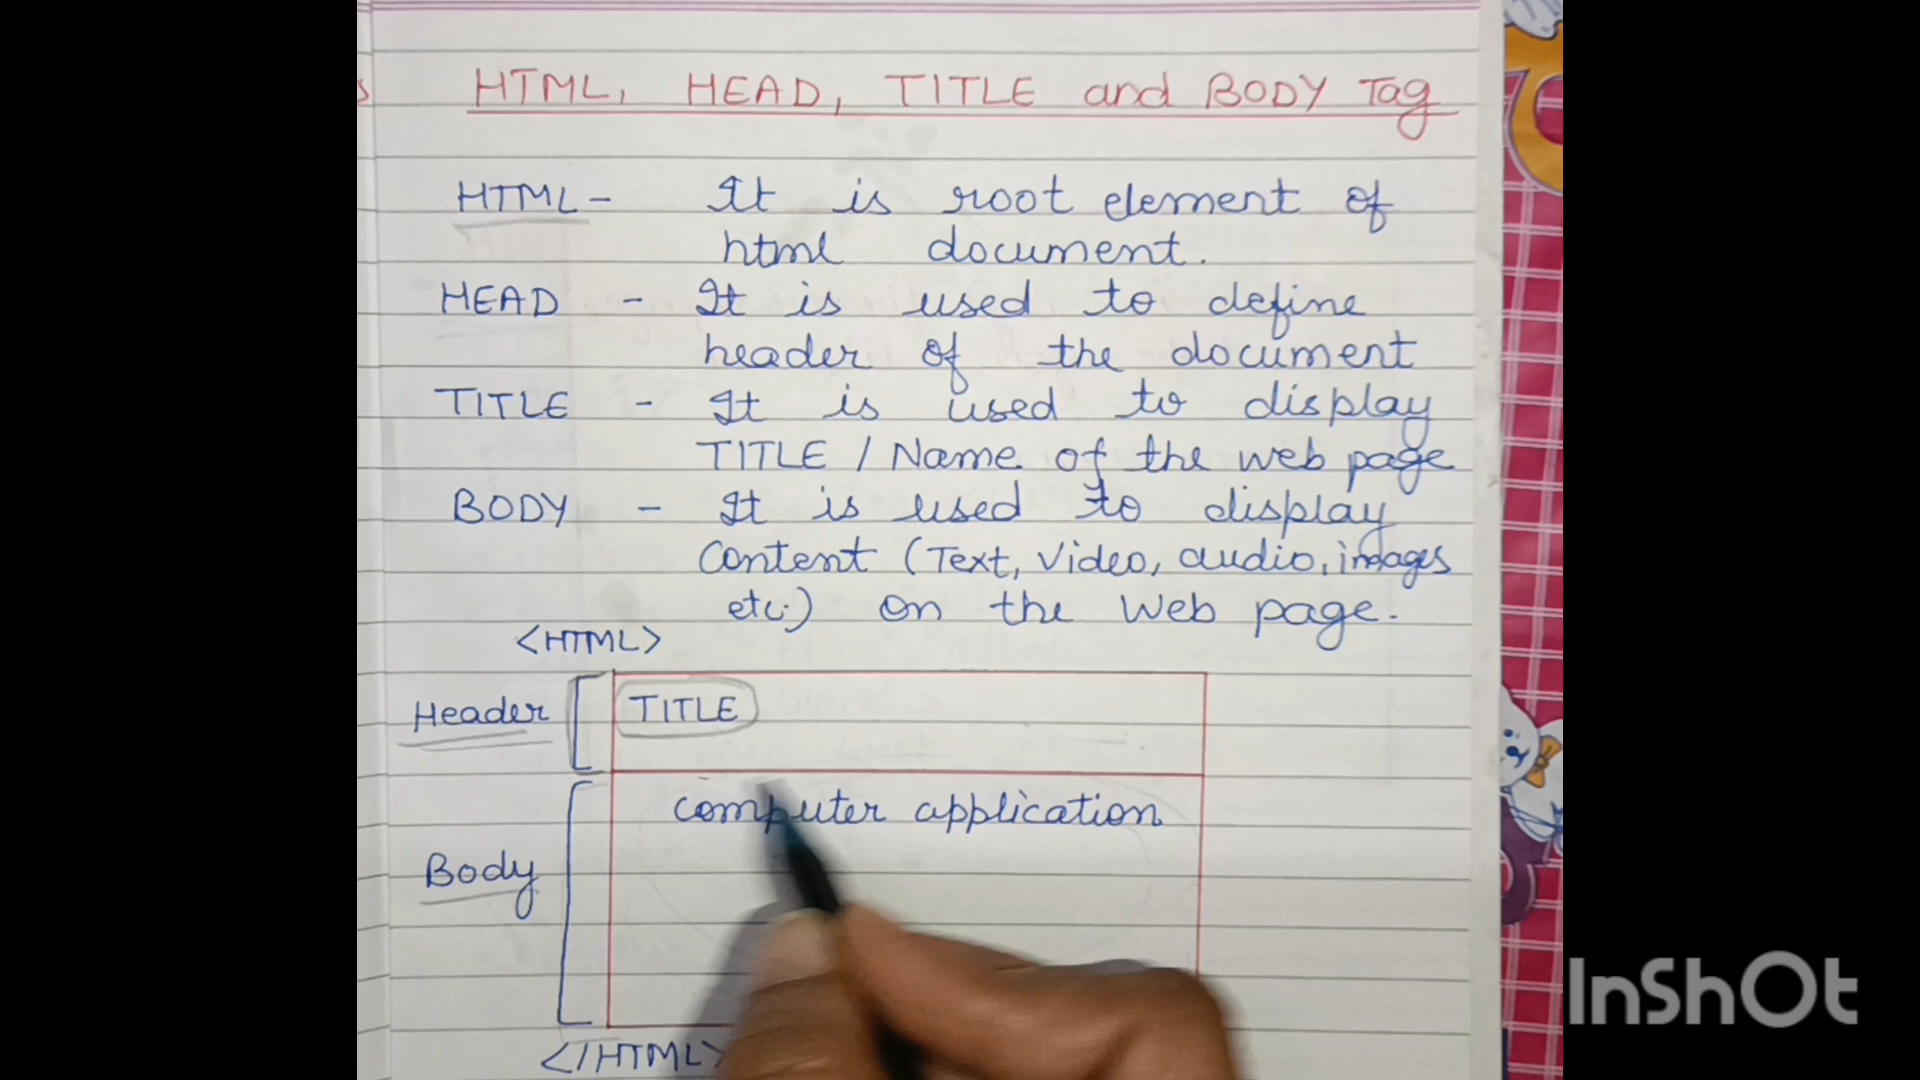 HTML, HEAD, TITLE and BODY Tag
HTML - It is root element of
html document.
HEAD - It is used to define
header of the document
TITLE - It is used to display
TITLE / Name of the web page
BODY - It is used to display
Content (Text, Video, audio, images
etc.) on the Web page.
<HTML>
Header TITLE
computer application
Body
</HTML>
InShOt